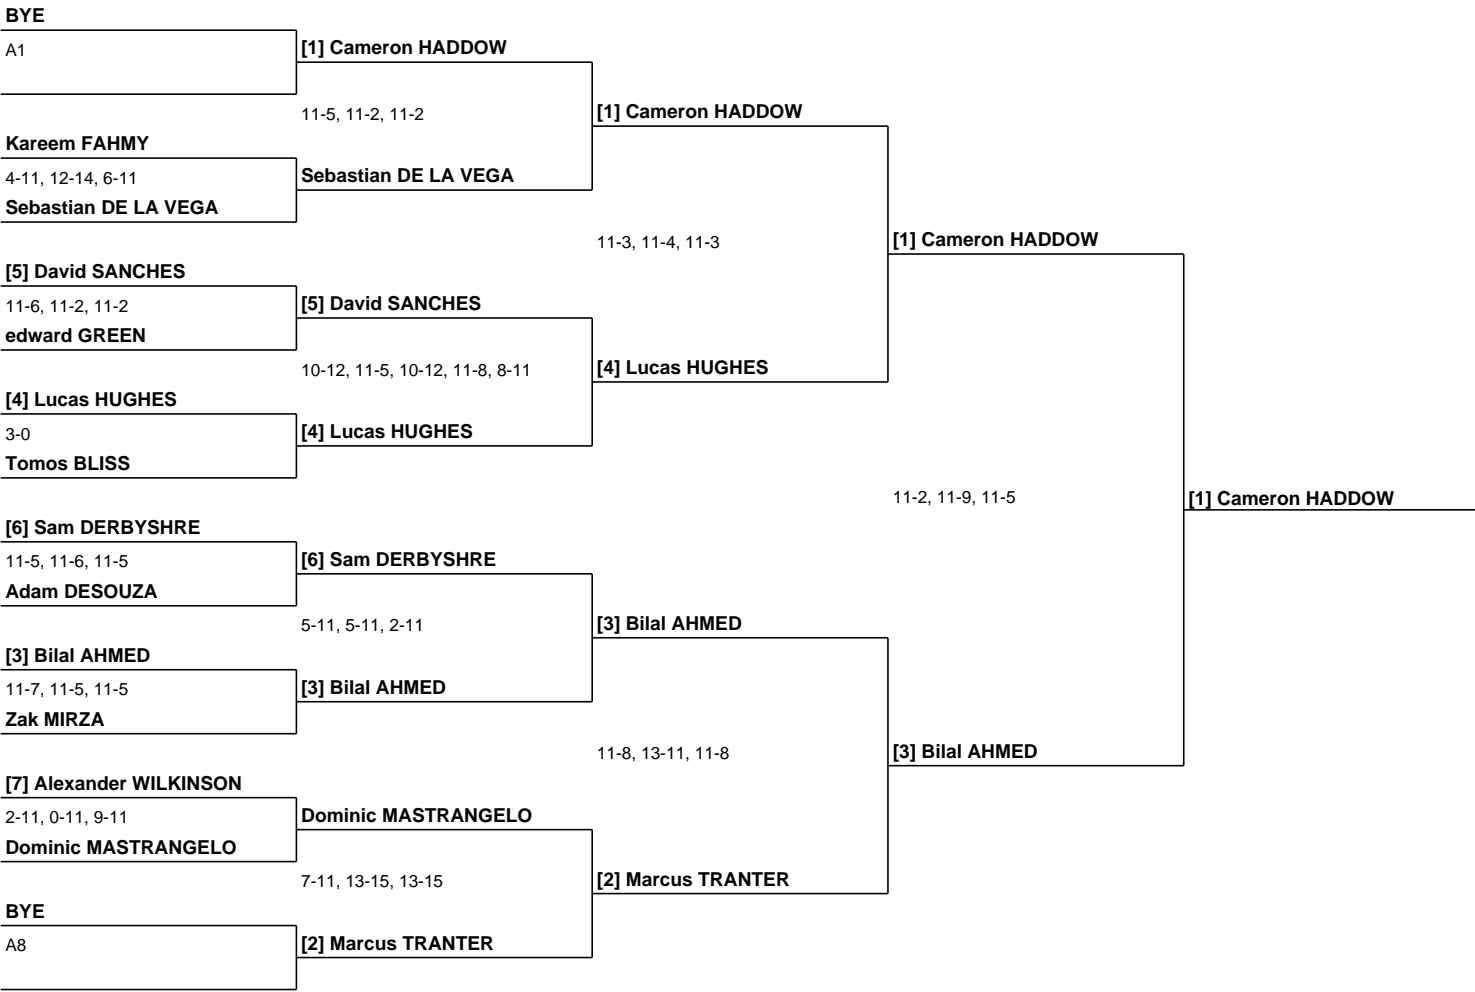 BYE
A1
[1] Cameron HADDOW
11-5, 11-2, 11-2
[1] Cameron HADDOW
Kareem FAHMY
4-11, 12-14, 6-11
Sebastian DE LA VEGA
Sebastian DE LA VEGA
11-3, 11-4, 11-3
[1] Cameron HADDOW
[5] David SANCHES
11-6, 11-2, 11-2
[5] David SANCHES
edward GREEN
10-12, 11-5, 10-12, 11-8, 8-11
[4] Lucas HUGHES
[4] Lucas HUGHES
3-0
[4] Lucas HUGHES
Tomos BLISS
11-2, 11-9, 11-5
[1] Cameron HADDOW
[6] Sam DERBYSHRE
11-5, 11-6, 11-5
[6] Sam DERBYSHRE
Adam DESOUZA
5-11, 5-11, 2-11
[3] Bilal AHMED
[3] Bilal AHMED
11-7, 11-5, 11-5
[3] Bilal AHMED
Zak MIRZA
11-8, 13-11, 11-8
[3] Bilal AHMED
[7] Alexander WILKINSON
2-11, 0-11, 9-11
Dominic MASTRANGELO
Dominic MASTRANGELO
7-11, 13-15, 13-15
[2] Marcus TRANTER
BYE
A8
[2] Marcus TRANTER